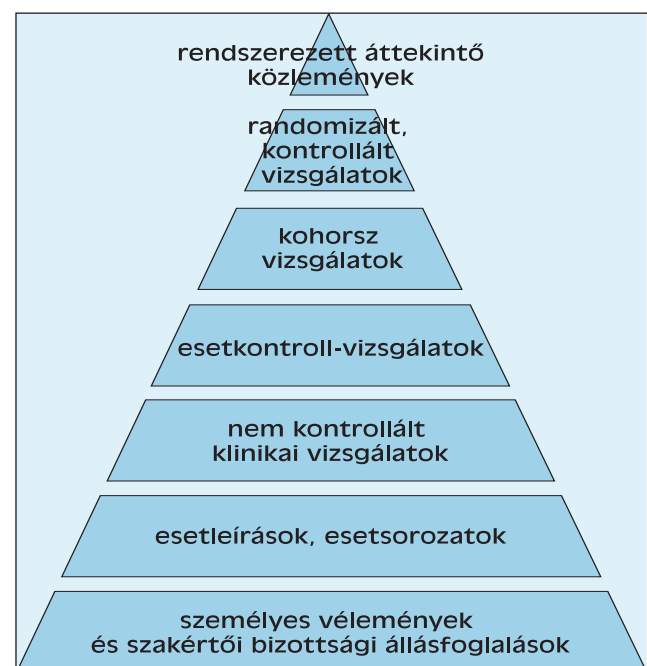 rendszerezett áttekintő
közlemények
randomizált,
kontrollált
vizsgálatok
kohorsz
vizsgálatok
esetkontroll-vizsgálatok
nem kontrollált
klinikai vizsgálatok
esetleírások, esetsorozatok
személyes vélemények
és szakértői bizottsági állásfoglalások